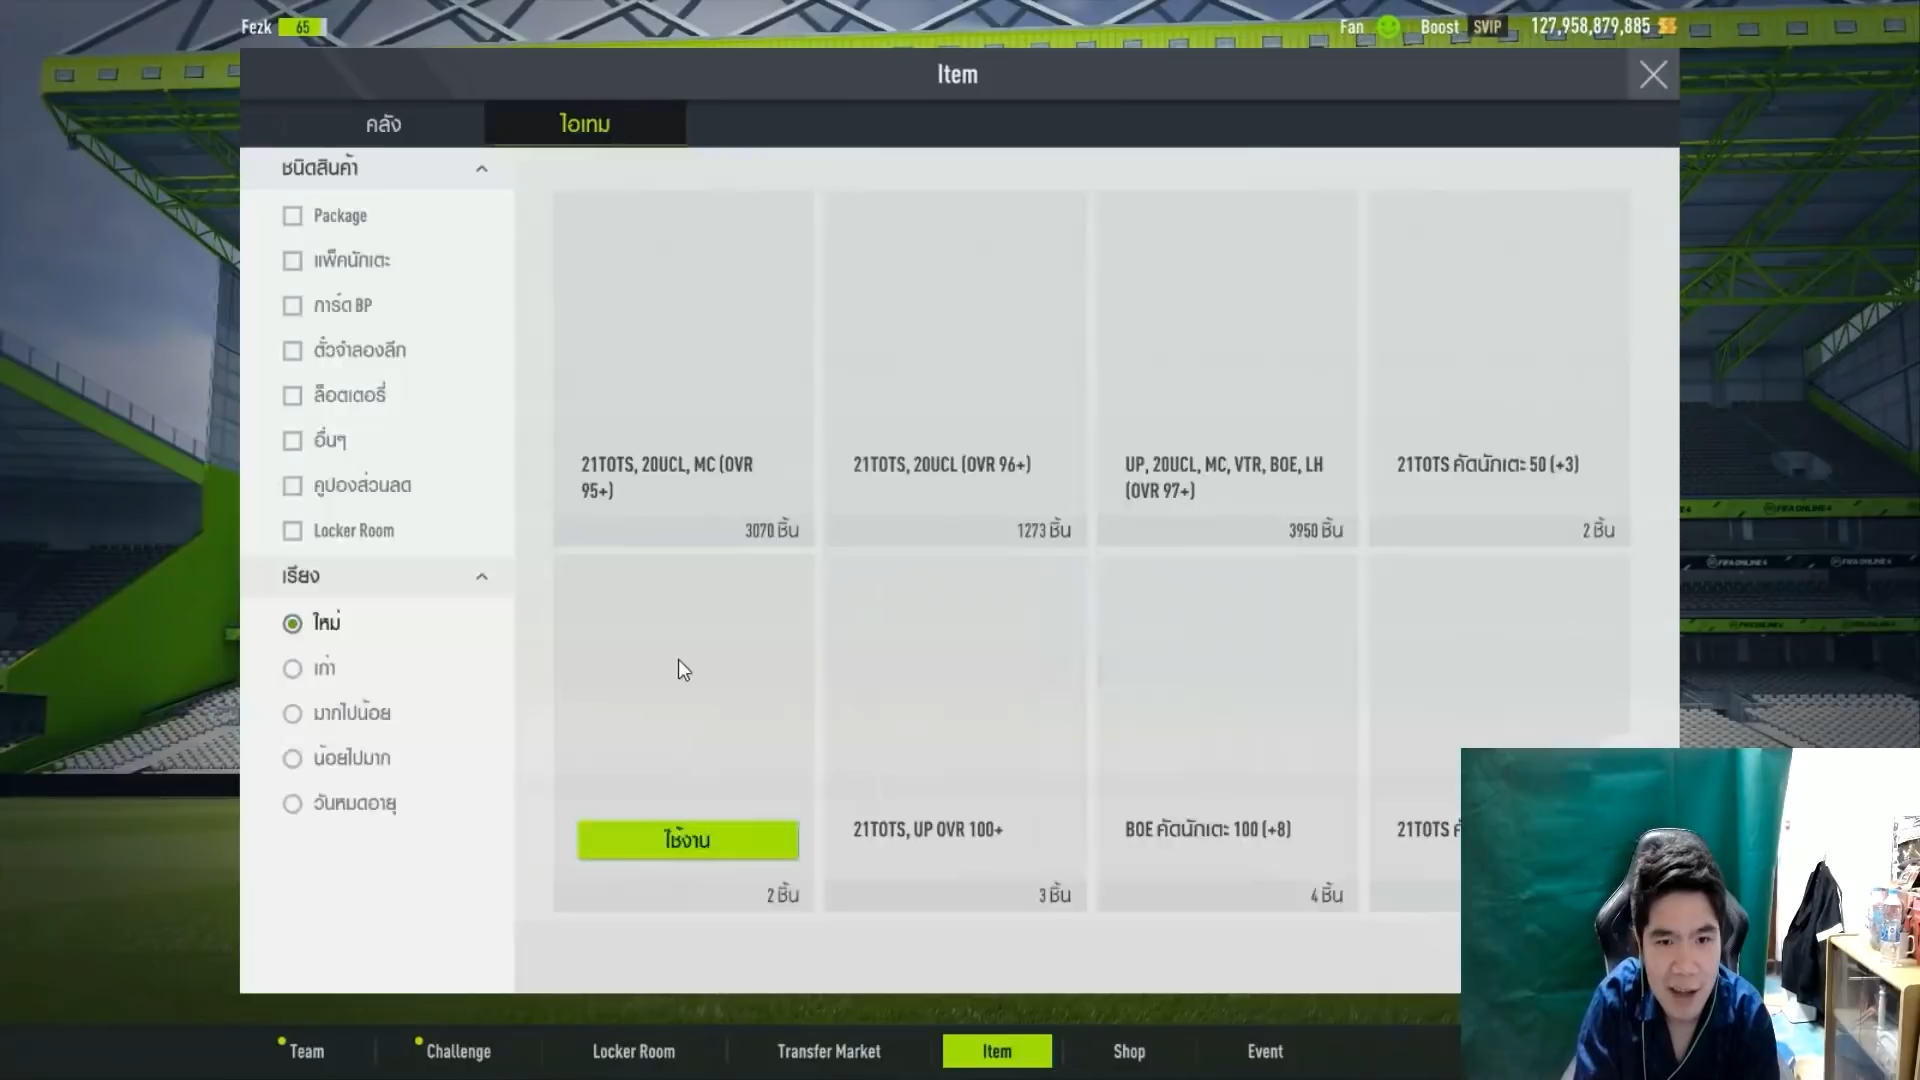 Fezk 65
Fan Boost SVIP 127,958,879,885
Item
คลัง
ไอเทม
ชนิดสินค้า
Package
แพ็คนักเตะ
การ์ด BP
ตั๋วจำลองลีก
ล็อตเตอรี่
อื่นๆ
คูปองส่วนลด
Locker Room
เรียง
ใหม่
เก่า
มากไปน้อย
น้อยไปมาก
วันหมดอายุ
21TOTS, 20UCL, MC (OVR
95+)
3070 ชิ้น
21TOTS, 20UCL (OVR 96+)
1273 ชิ้น
UP, 20UCL, MC, VTR, BOE, LH
(OVR 97+)
3950 ชิ้น
21TOTS คัดนักเตะ 50 (+3)
2 ชิ้น
ใช้งาน
2 ชิ้น
21TOTS, UP OVR 100+
3 ชิ้น
BOE คัดนักเตะ 100 (+8)
4 ชิ้น
21TOTS
FIFA ONLINE 4
FIFA ONLINE 4
FIFA ONLINE 4
Team
Challenge
Locker Room
Transfer Market
Item
Shop
Event